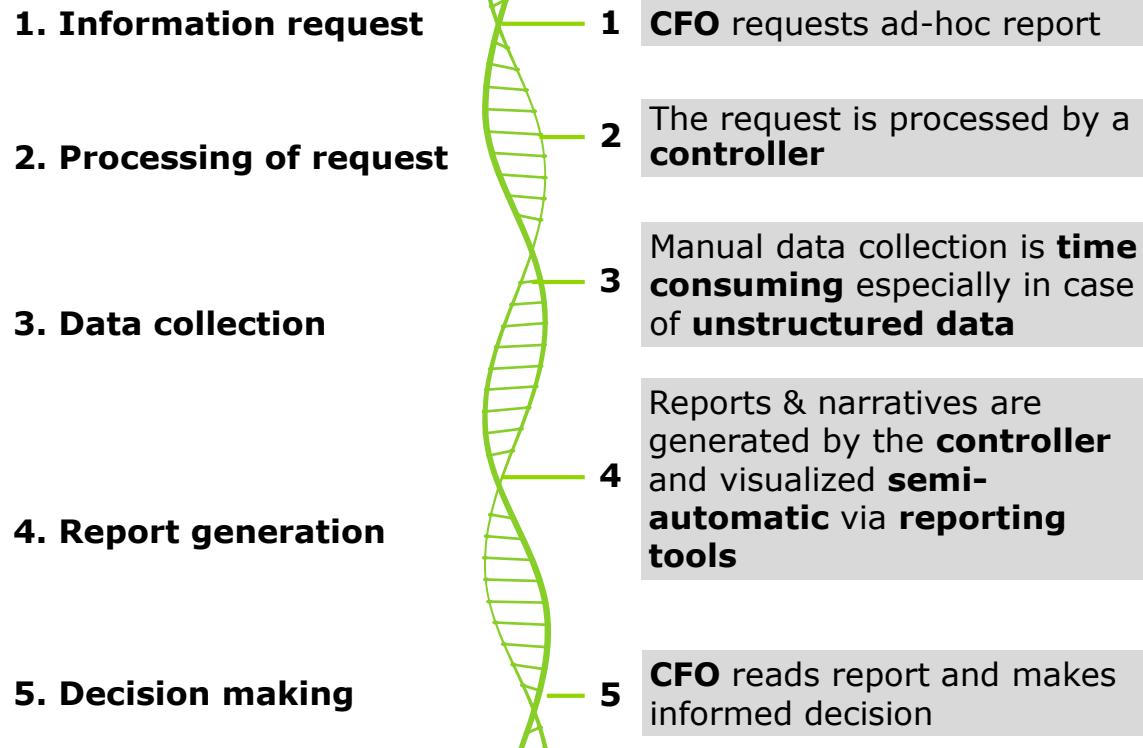 1. Information request
1
CFO requests ad-hoc report
2. Processing of request
2
The request is processed by a
controller
3. Data collection
3
Manual data collection is time
consuming especially in case
of unstructured data
4. Report generation
4
Reports & narratives are
generated by the controller
and visualized semi-
automatic via reporting
tools
5. Decision making
5
CFO reads report and makes
informed decision